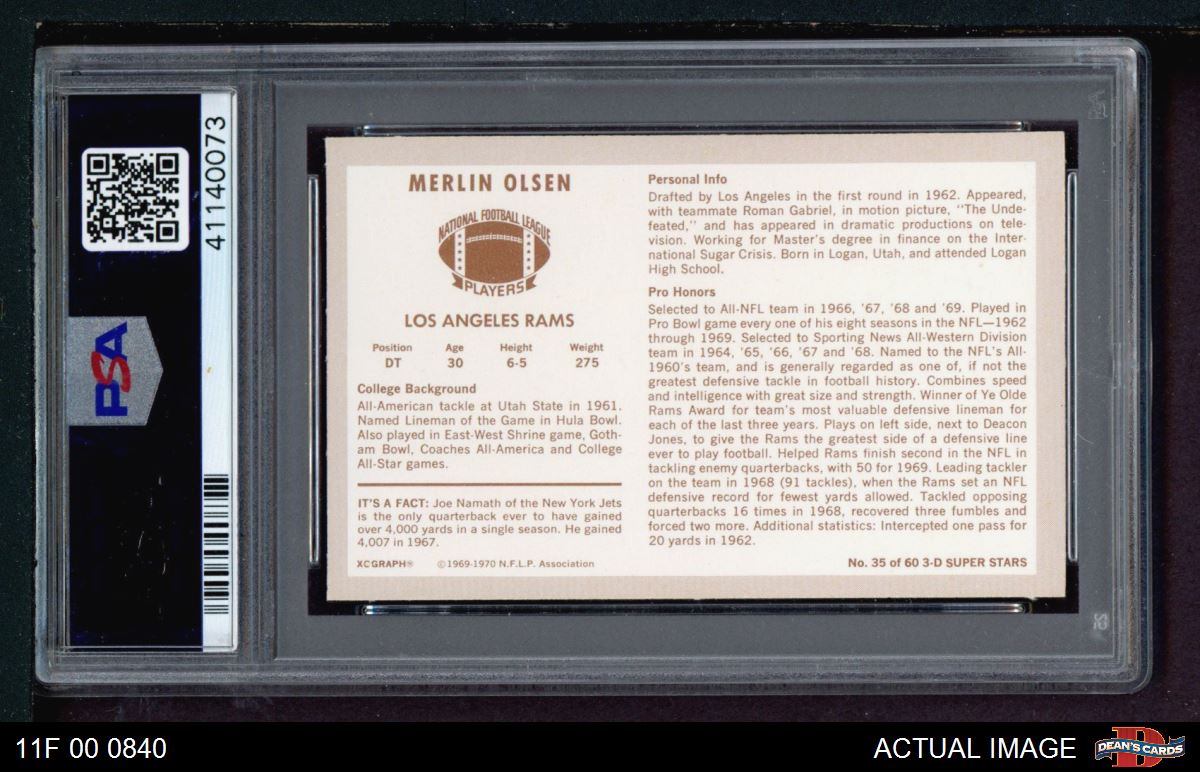 41140073
PSA
MERLIN OLSEN
NATIONAL FOOTBALL LEAGUE
PLAYERS
LOS ANGELES RAMS
Position Age Height Weight
DT 30 6-5 275
College Background
All-American tackle at Utah State in 1961.
Named Lineman of the Game in Hula Bowl.
Also played in East-West Shrine game, Goth-
am Bowl, Coaches All-America and College
All-Star games.
IT'S A FACT: Joe Namath of the New York Jets
is the only quarterback ever to have gained
over 4,000 yards in a single season. He gained
4,007 in 1967.
XOGRAPH® ©1969-1970 N.F.L.P. Association
Personal Info
Drafted by Los Angeles in the first round in 1962. Appeared,
with teammate Roman Gabriel, in motion picture, "The Unde-
feated," and has appeared in dramatic productions on tele-
vision. Working for Master's degree in finance on the Inter-
national Sugar Crisis. Born in Logan, Utah, and attended Logan
High School.
Pro Honors
Selected to All-NFL team in 1966, '67, '68 and '69. Played in
Pro Bowl game every one of his eight seasons in the NFL—1962
through 1969. Selected to Sporting News All-Western Division
team in 1964, '65, '66, '67 and '68. Named to the NFL's All-
1960's team, and is generally regarded as one of, if not the
greatest defensive tackle in football history. Combines speed
and intelligence with great size and strength. Winner of Ye Olde
Rams Award for team's most valuable defensive lineman for
each of the last three years. Plays on left side, next to Deacon
Jones, to give the Rams the greatest side of a defensive line
ever to play football. Helped Rams finish second in the NFL in
tackling enemy quarterbacks, with 50 for 1969. Leading tackler
on the team in 1968 (91 tackles), when the Rams set an NFL
defensive record for fewest yards allowed. Tackled opposing
quarterbacks 16 times in 1968, recovered three fumbles and
forced two more. Additional statistics: Intercepted one pass for
20 yards in 1962.
No. 35 of 60 3-D SUPER STARS
11F 00 0840
ACTUAL IMAGE
DEAN'S CARDS